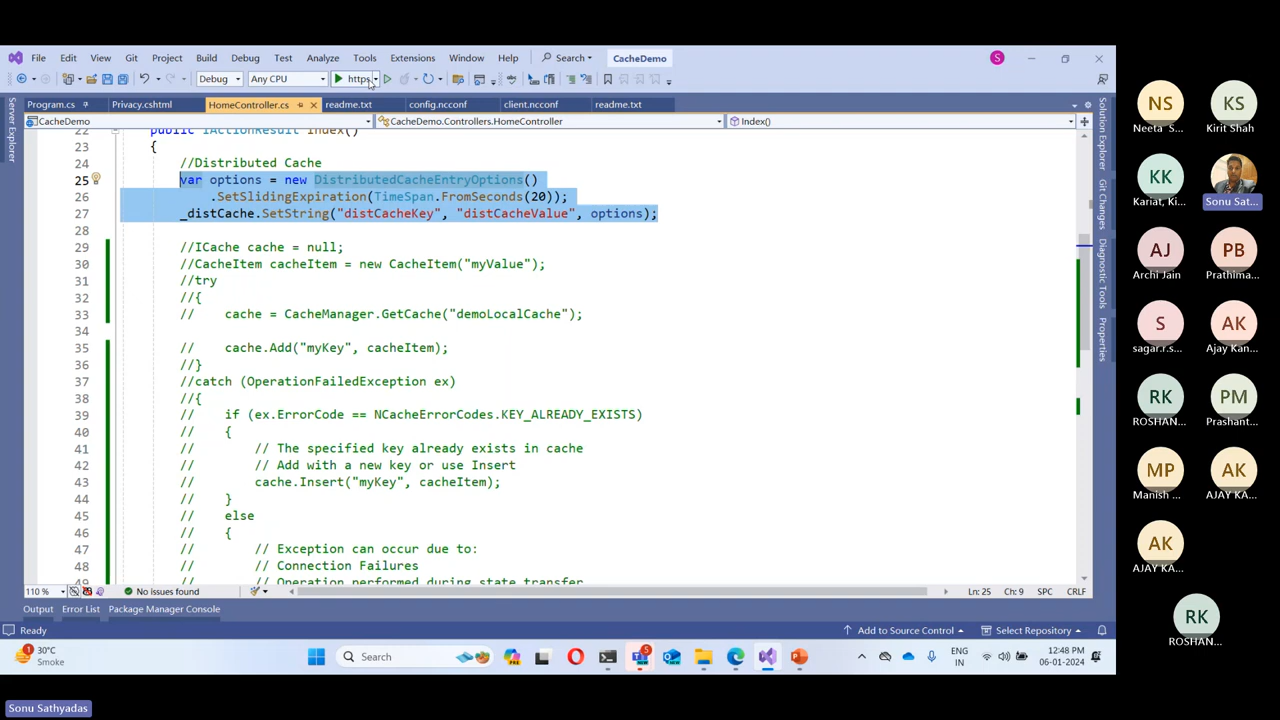 File Edit View Git Project Build Debug Test Analyze Tools Extensions Window Help Search CacheDemo S
Debug Any CPU https
Program.cs Privacy.cshtml HomeController.cs readme.txt config.ncconf client.ncconf readme.txt
CacheDemo CacheDemo.Controllers.HomeController Index()
22 public IActionResult Index()
23 {
24 //Distributed Cache
25 var options = new DistributedCacheEntryOptions()
26 .SetSlidingExpiration(TimeSpan.FromSeconds(20));
27 _distCache.SetString("distCacheKey", "distCacheValue", options);
28
29 //ICache cache = null;
30 //CacheItem cacheItem = new CacheItem("myValue");
31 //try
32 //{
33 // cache = CacheManager.GetCache("demoLocalCache");
34
35 // cache.Add("myKey", cacheItem);
36 //}
37 //catch (OperationFailedException ex)
38 //{
39 // if (ex.ErrorCode == NCacheErrorCodes.KEY_ALREADY_EXISTS)
40 // {
41 // // The specified key already exists in cache
42 // // Add with a new key or use Insert
43 // cache.Insert("myKey", cacheItem);
44 // }
45 // else
46 // {
47 // // Exception can occur due to:
48 // // Connection Failures
49 // // Operation performed during state transfer
110 % No issues found Ln: 25 Ch: 9 SPC CRLF
Output Error List Package Manager Console
Ready Add to Source Control Select Repository
Server Explorer
Solution Explorer
Git Changes
Diagnostic Tools
Properties
1 30°C
Smoke
Search
5
ENG
IN
12:48 PM
06-01-2024
Sonu Sathyadas
NS KS
Neeta S... Kirit Shah
KK
Kariat, Ki... Sonu Sat...
AJ PB
Archi Jain Prathima...
S AK
sagar.r.s... Ajay Kan...
RK PM
ROSHAN... Prashant...
MP AK
Manish ... AJAY KA...
AK
AJAY KA...
RK
ROSHAN...